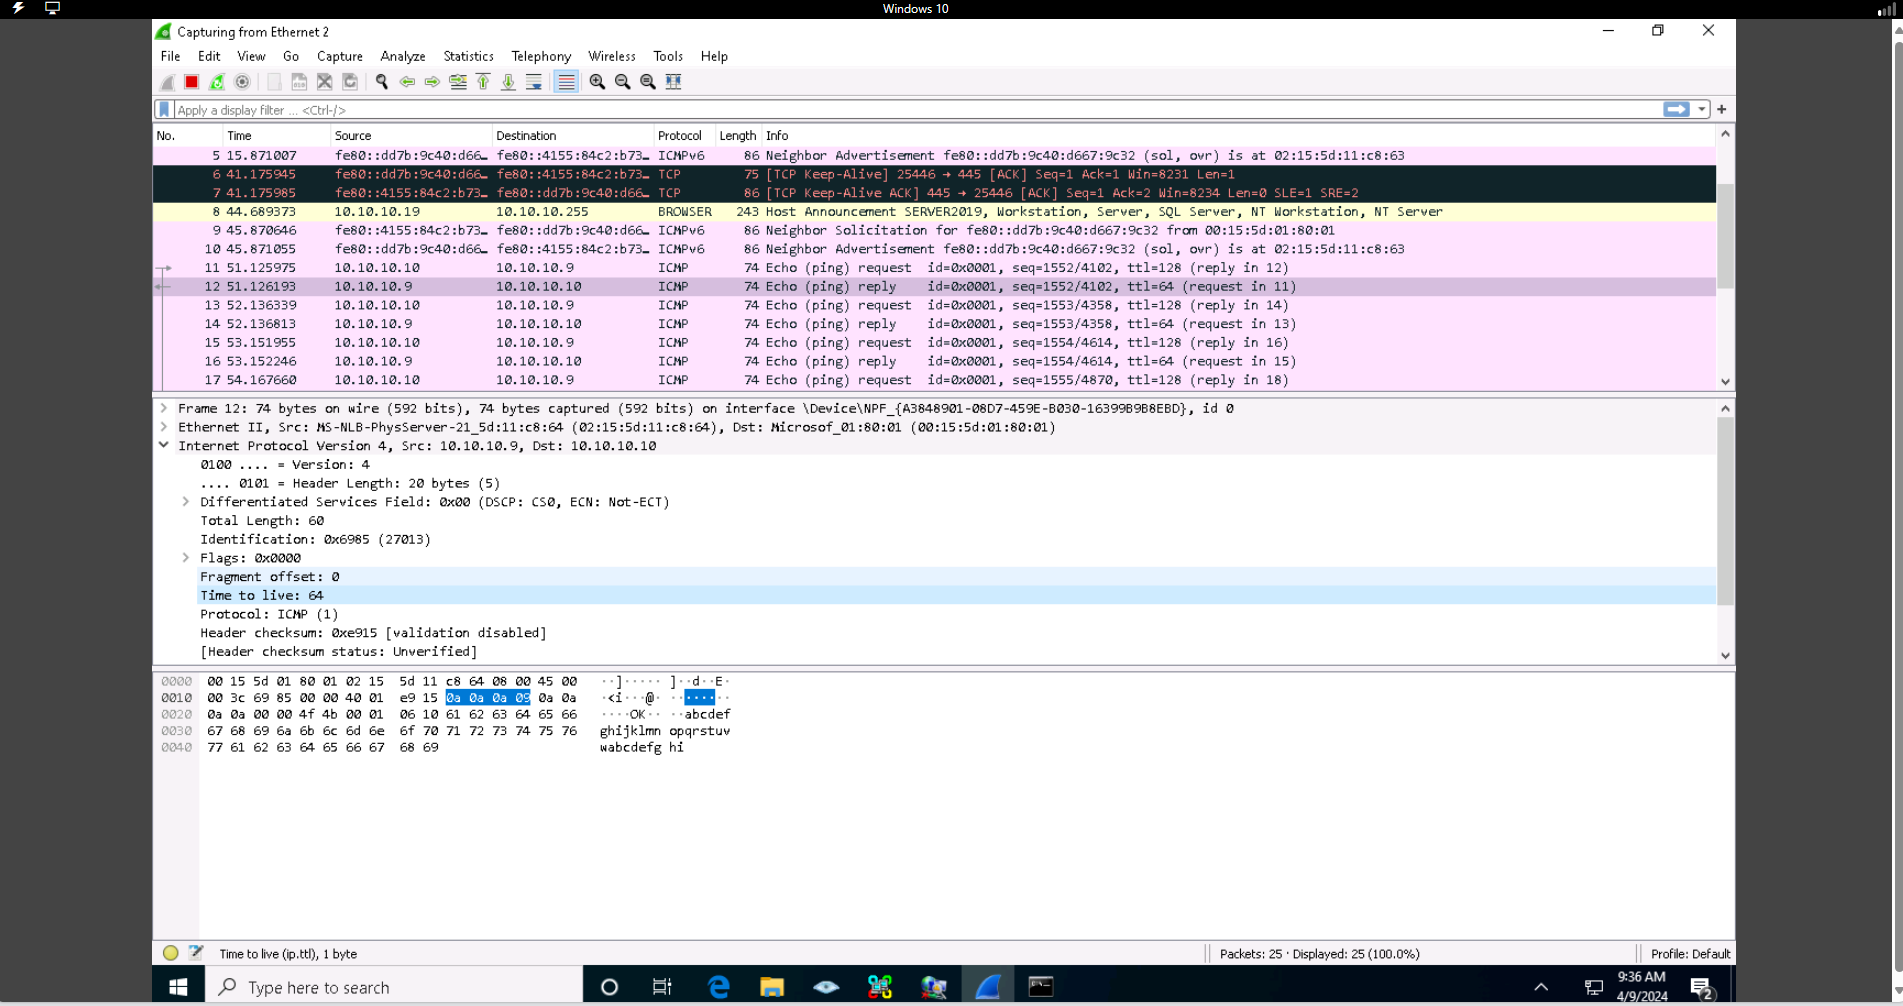 Windows 10
Capturing from Ethernet 2
File Edit View Go Capture Analyze Statistics Telephony Wireless Tools Help
Apply a display filter ... <Ctrl-/>
No. Time Source Destination Protocol Length Info
5 15.871007 fe80::dd7b:9c40:d66… fe80::4155:84c2:b73… ICMPv6 86 Neighbor Advertisement fe80::dd7b:9c40:d667:9c32 (sol, ovr) is at 02:15:5d:11:c8:63
6 41.175945 fe80::4155:84c2:b73… fe80::dd7b:9c40:d66… TCP 75 [TCP Keep-Alive] 25446 → 445 [ACK] Seq=1 Ack=1 Win=8231 Len=1
7 41.175985 fe80::4155:84c2:b73… fe80::dd7b:9c40:d66… TCP 86 [TCP Keep-Alive ACK] 445 → 25446 [ACK] Seq=1 Ack=2 Win=8234 Len=0 SLE=1 SRE=2
8 44.689373 10.10.10.19 10.10.10.255 BROWSER 243 Host Announcement SERVER2019, Workstation, Server, SQL Server, NT Workstation, NT Server
9 45.870646 fe80::4155:84c2:b73… fe80::dd7b:9c40:d66… ICMPv6 86 Neighbor Solicitation for fe80::dd7b:9c40:d667:9c32 from 00:15:5d:01:80:01
10 45.871055 fe80::dd7b:9c40:d66… fe80::4155:84c2:b73… ICMPv6 86 Neighbor Advertisement fe80::dd7b:9c40:d667:9c32 (sol, ovr) is at 02:15:5d:11:c8:63
11 51.125975 10.10.10.10 10.10.10.9 ICMP 74 Echo (ping) request id=0x0001, seq=1552/4102, ttl=128 (reply in 12)
12 51.126193 10.10.10.9 10.10.10.10 ICMP 74 Echo (ping) reply id=0x0001, seq=1552/4102, ttl=64 (request in 11)
13 52.136339 10.10.10.10 10.10.10.9 ICMP 74 Echo (ping) request id=0x0001, seq=1553/4358, ttl=128 (reply in 14)
14 52.136813 10.10.10.9 10.10.10.10 ICMP 74 Echo (ping) reply id=0x0001, seq=1553/4358, ttl=64 (request in 13)
15 53.151955 10.10.10.10 10.10.10.9 ICMP 74 Echo (ping) request id=0x0001, seq=1554/4614, ttl=128 (reply in 16)
16 53.152246 10.10.10.9 10.10.10.10 ICMP 74 Echo (ping) reply id=0x0001, seq=1554/4614, ttl=64 (request in 15)
17 54.167660 10.10.10.10 10.10.10.9 ICMP 74 Echo (ping) request id=0x0001, seq=1555/4870, ttl=128 (reply in 18)
Frame 12: 74 bytes on wire (592 bits), 74 bytes captured (592 bits) on interface \Device\NPF_{A3848901-08D7-459E-B030-16399B9B8EBD}, id 0
Ethernet II, Src: MS-NLB-PhysServer-21_5d:11:c8:64 (02:15:5d:11:c8:64), Dst: Microsof_01:80:01 (00:15:5d:01:80:01)
Internet Protocol Version 4, Src: 10.10.10.9, Dst: 10.10.10.10
0100 .... = Version: 4
.... 0101 = Header Length: 20 bytes (5)
Differentiated Services Field: 0x00 (DSCP: CS0, ECN: Not-ECT)
Total Length: 60
Identification: 0x6985 (27013)
Flags: 0x0000
Fragment offset: 0
Time to live: 64
Protocol: ICMP (1)
Header checksum: 0xe915 [validation disabled]
[Header checksum status: Unverified]
0000 00 15 5d 01 80 01 02 15 5d 11 c8 64 08 00 45 00 ··]····· ]··d··E·
0010 00 3c 69 85 00 00 40 01 e9 15 0a 0a 0a 09 0a 0a ·<i···@· ········
0020 0a 0a 00 00 4f 4b 00 01 06 10 61 62 63 64 65 66 ····OK·· ··abcdef
0030 67 68 69 6a 6b 6c 6d 6e 6f 70 71 72 73 74 75 76 ghijklmn opqrstuv
0040 77 61 62 63 64 65 66 67 68 69 wabcdefg hi
Time to live (ip.ttl), 1 byte Packets: 25 · Displayed: 25 (100.0%) Profile: Default
Type here to search
9:36 AM
4/9/2024
2